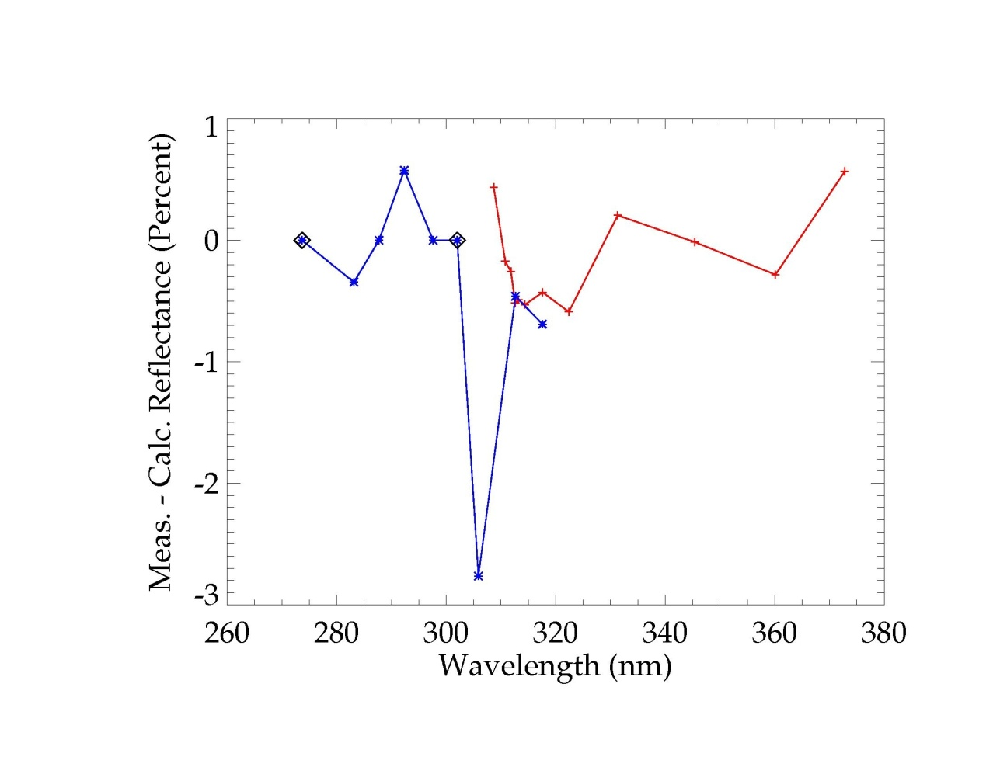 1
0
-1
-2
-3
Meas. - Calc. Reflectance (Percent)
260 280 300 320 340 360 380
Wavelength (nm)